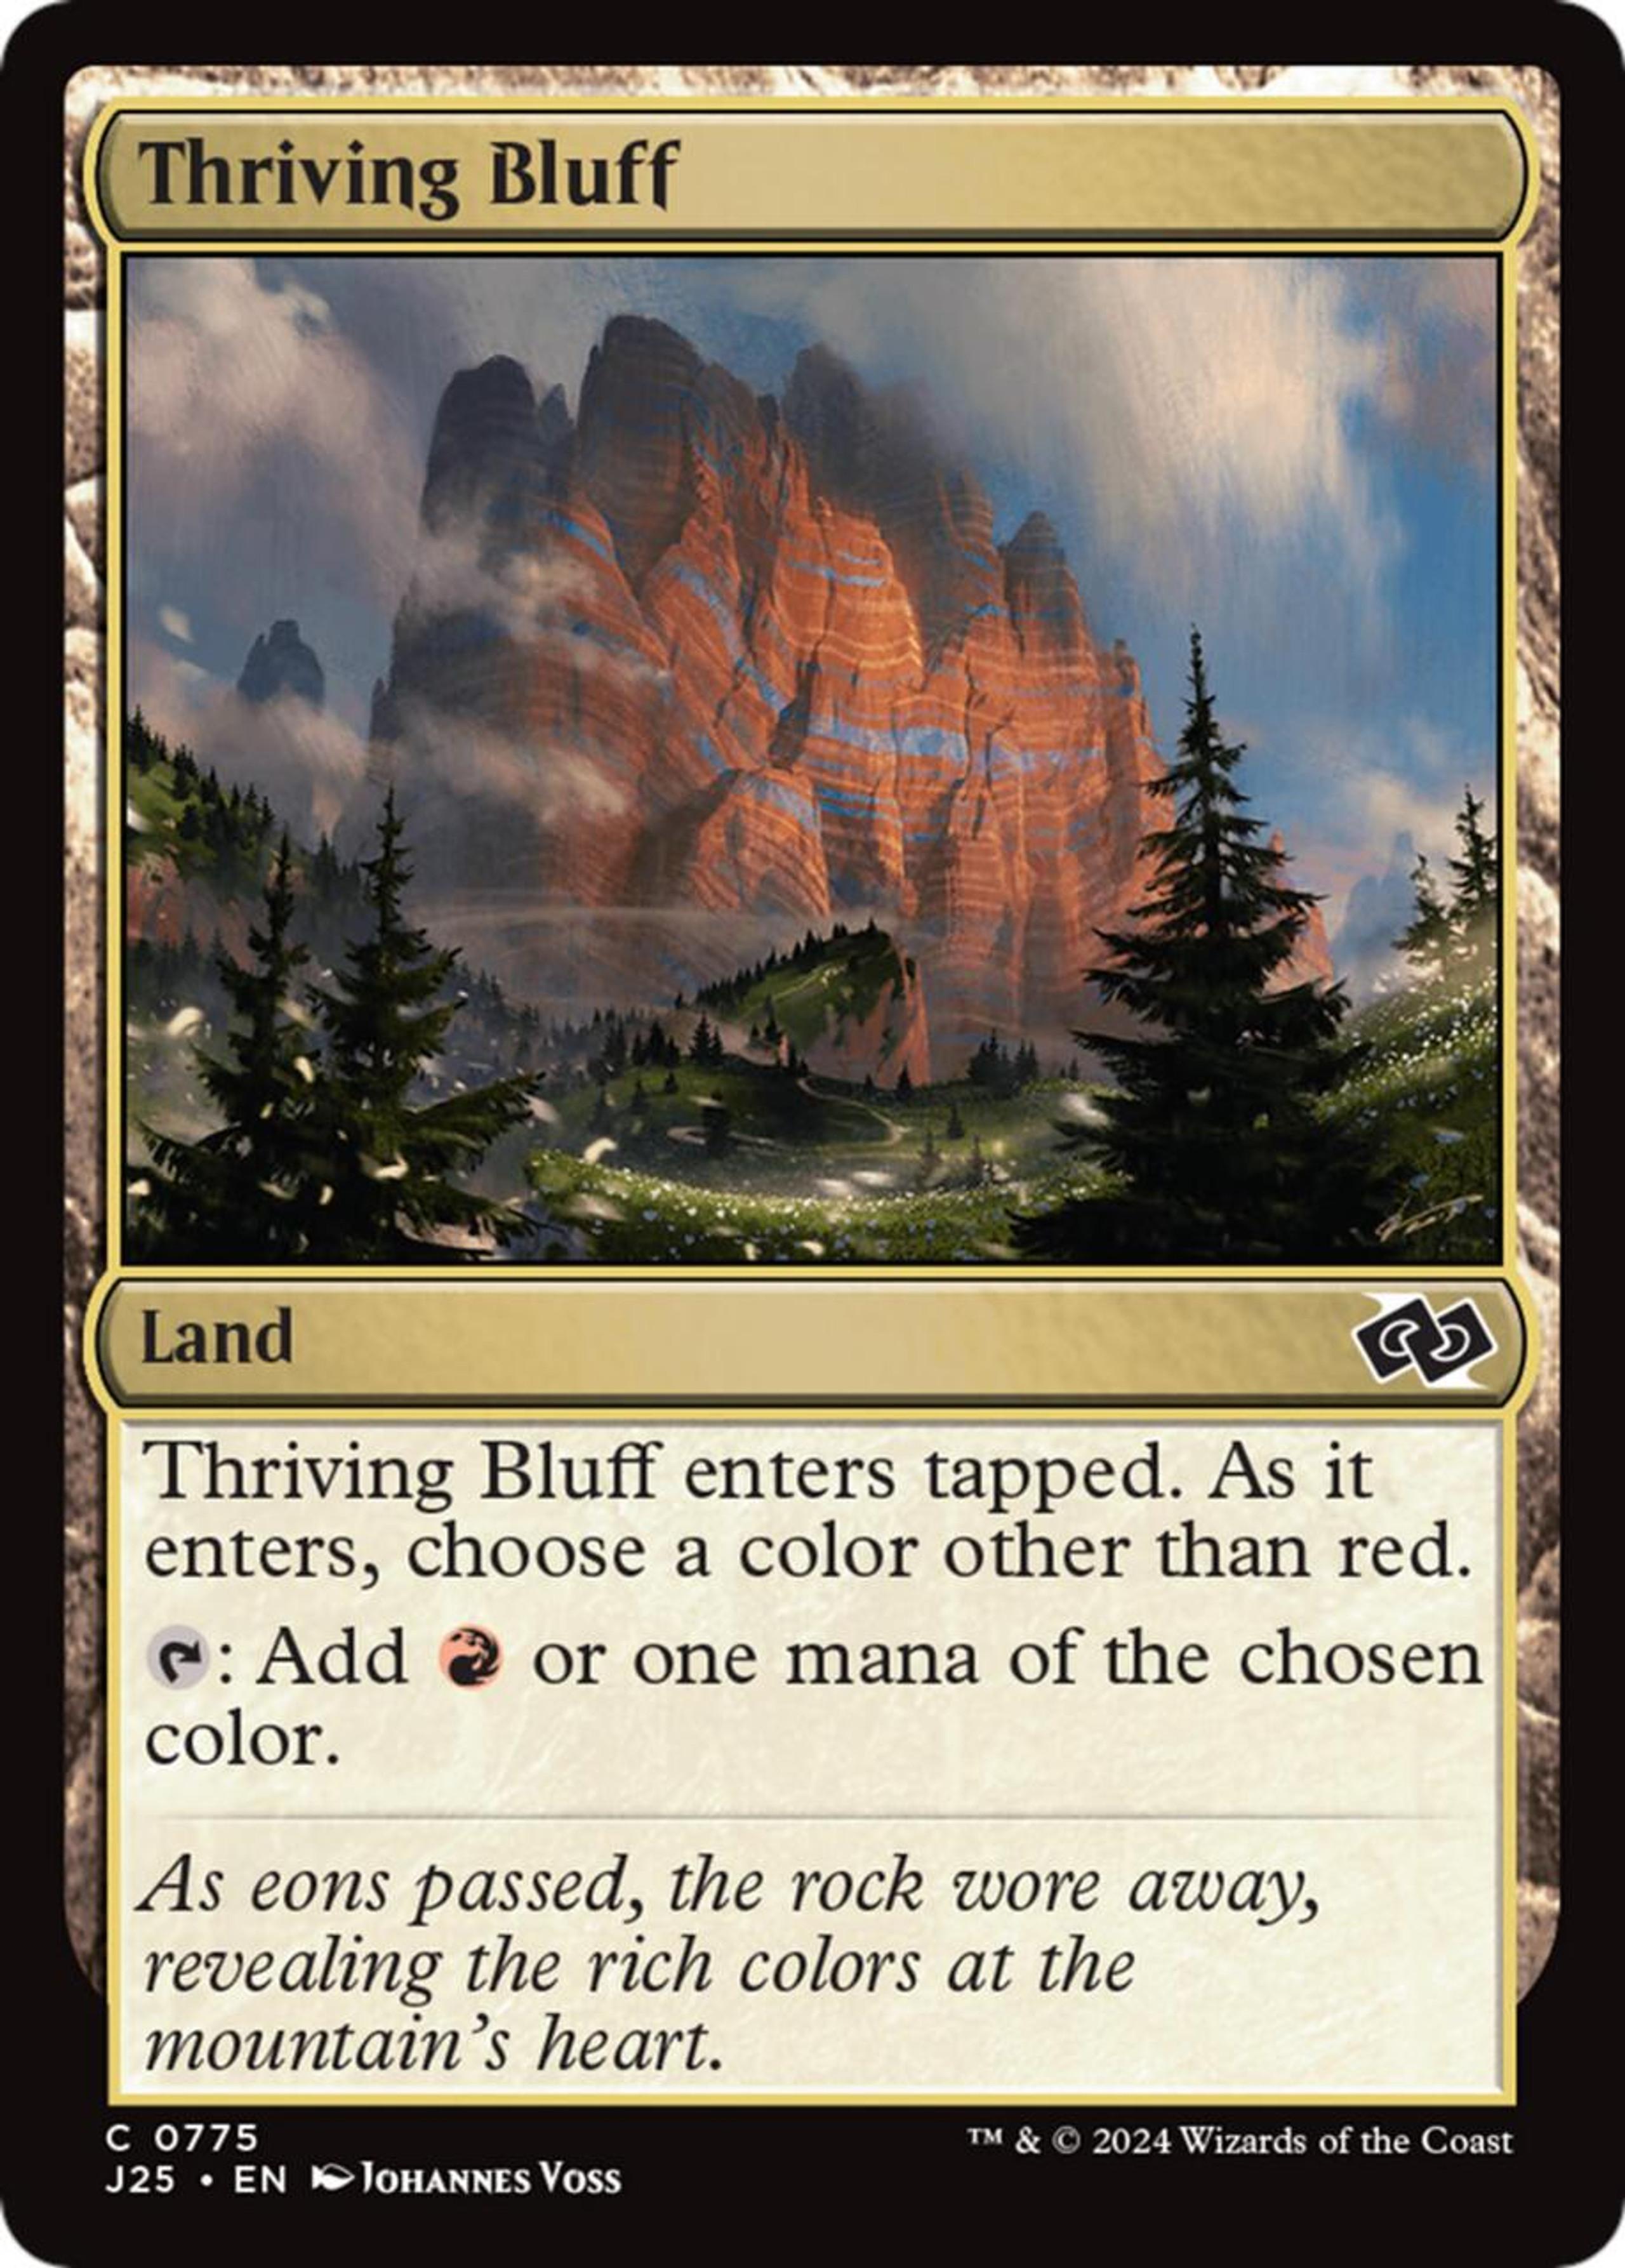 Thriving Bluff
Land
Thriving Bluff enters tapped. As it
enters, choose a color other than red.
: Add or one mana of the chosen
color.
As eons passed, the rock wore away,
revealing the rich colors at the
mountain's heart.
C 0775
J25 • EN Johannes Voss
™ & © 2024 Wizards of the Coast